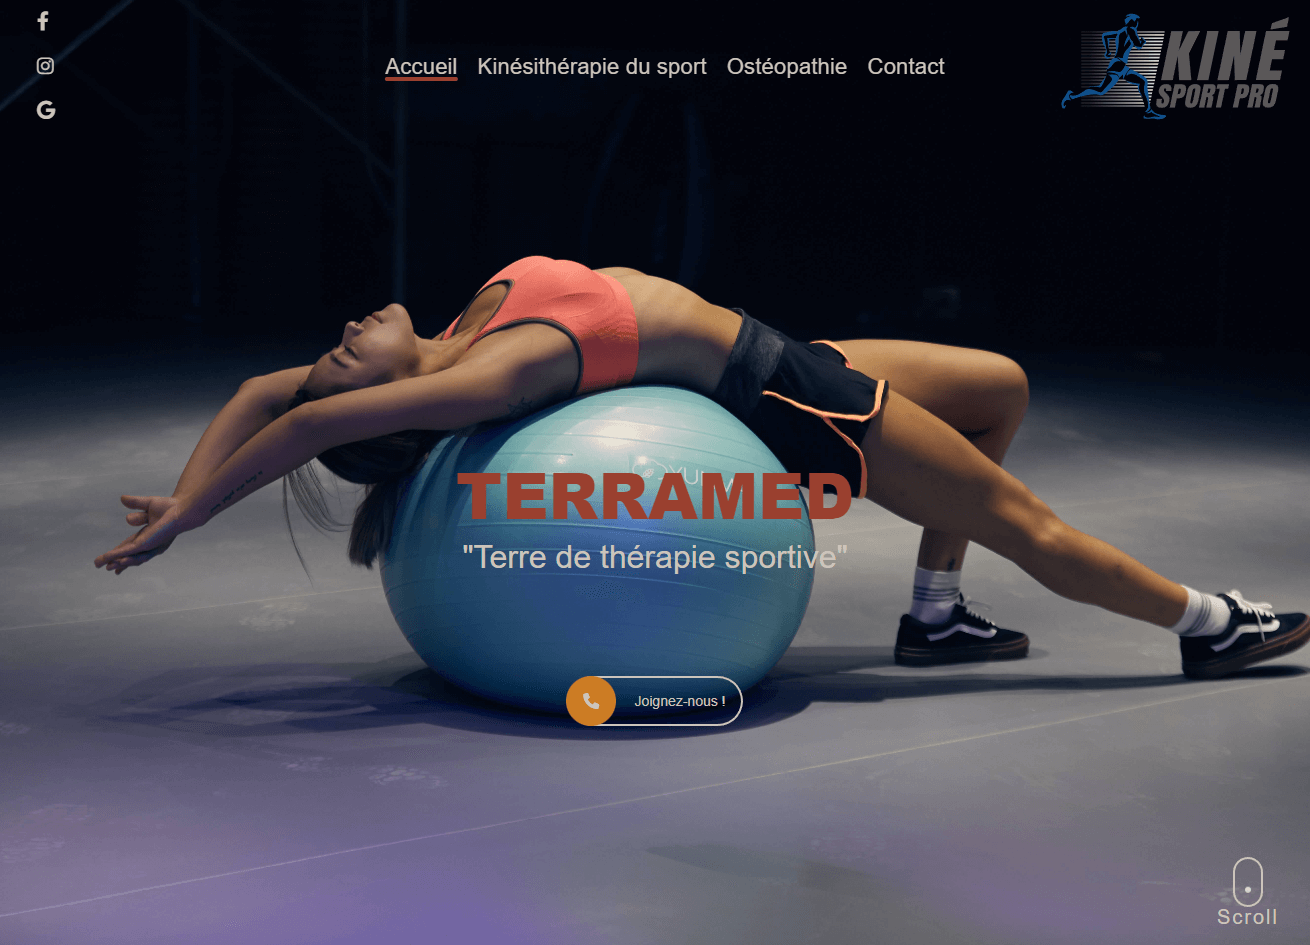 Accueil Kinésithérapie du sport Ostéopathie Contact
KINÉ
SPORT PRO
TERRAMED
"Terre de thérapie sportive"
Joignez-nous !
Scroll